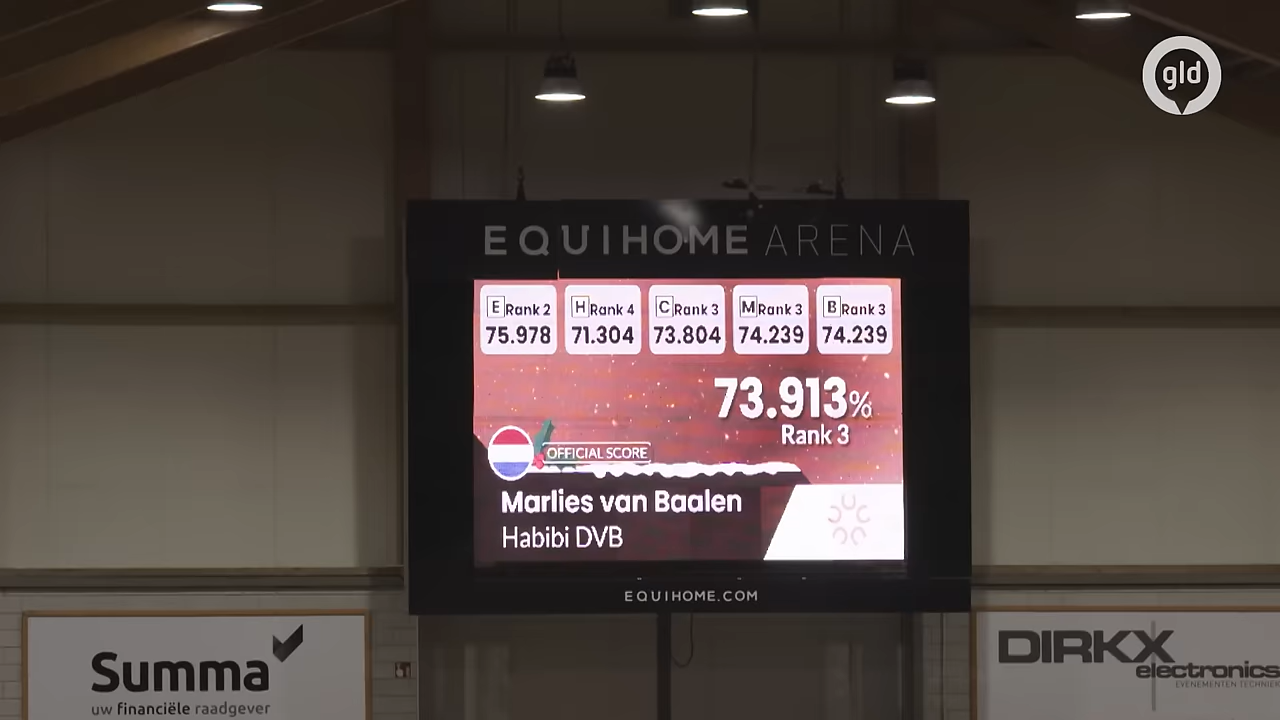 gld
EQUIHOME ARENA
E Rank 2
75.978
H Rank 4
71.304
C Rank 3
73.804
M Rank 3
74.239
B Rank 3
74.239
73.913%
Rank 3
OFFICIAL SCORE
Marlies van Baalen
Habibi DVB
EQUIHOME.COM
Summa
uw financiële raadgever
DIRKX
electronics
EVENEMENTEN TECHNIEK